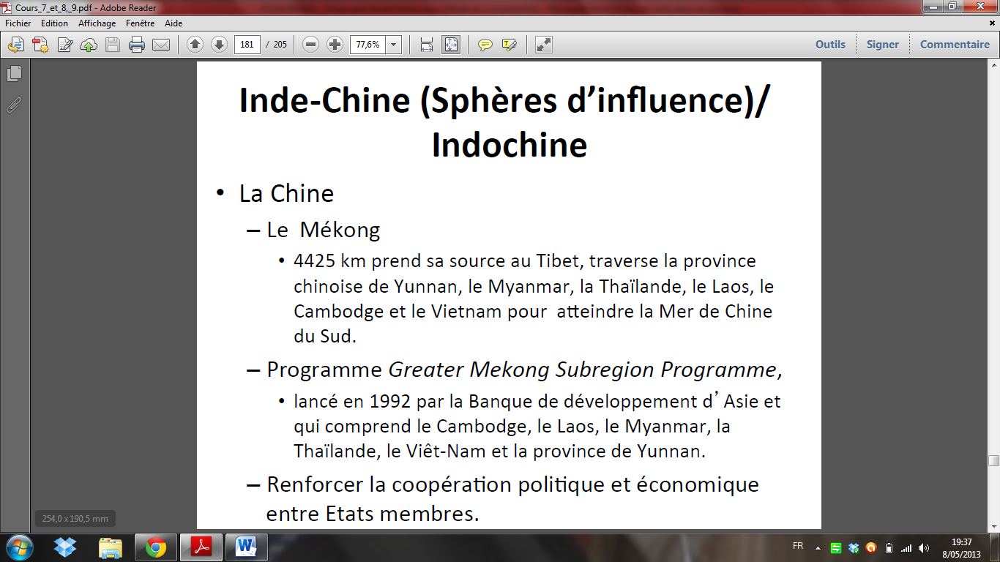 Cours_7_et_8,_9.pdf - Adobe Reader
Fichier Edition Affichage Fenêtre Aide
181 / 205 77,6% Outils Signer Commentaire
Inde-Chine (Sphères d’influence)/
Indochine
• La Chine
– Le Mékong
• 4425 km prend sa source au Tibet, traverse la province
chinoise de Yunnan, le Myanmar, la Thaïlande, le Laos, le
Cambodge et le Vietnam pour atteindre la Mer de Chine
du Sud.
– Programme Greater Mekong Subregion Programme,
• lancé en 1992 par la Banque de développement d’ Asie et
qui comprend le Cambodge, le Laos, le Myanmar, la
Thaïlande, le Viêt-Nam et la province de Yunnan.
– Renforcer la coopération politique et économique
entre Etats membres.
254,0 x 190,5 mm
FR 19:37
8/05/2013